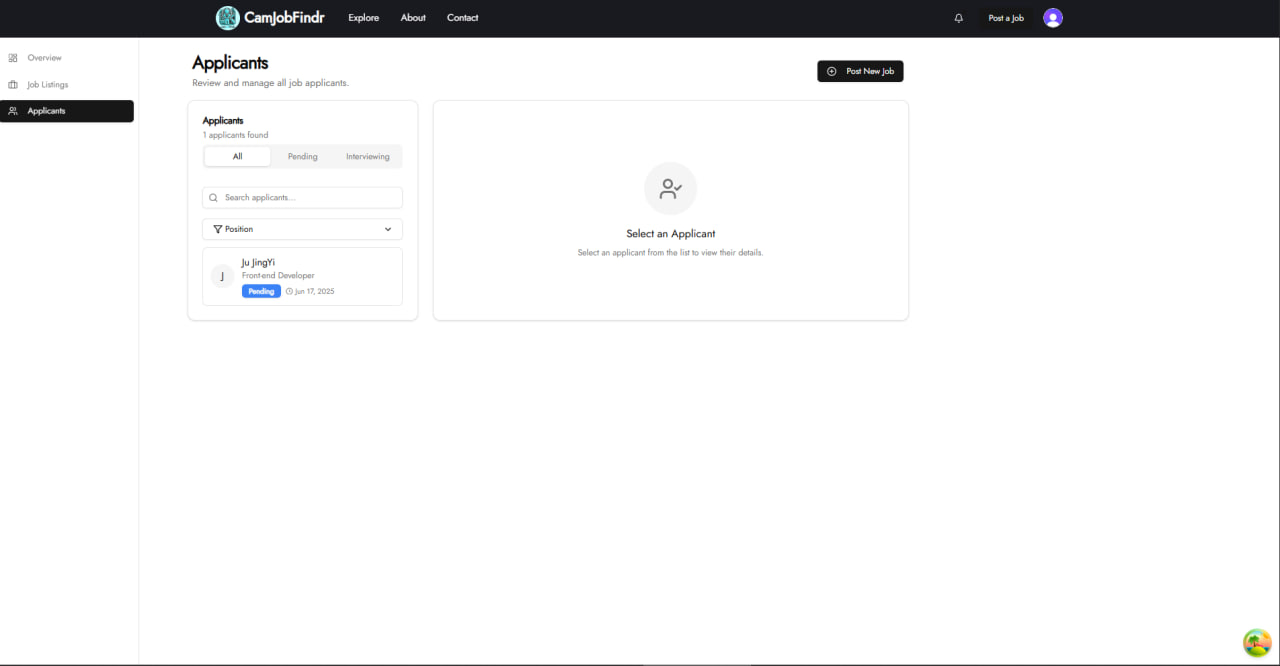 CamJobFindr
Explore
About
Contact
Post a Job
Overview
Job Listings
Applicants
Applicants
Review and manage all job applicants.
Post New Job
Applicants
1 applicants found
All
Pending
Interviewing
Search applicants...
Position
J
Ju JingYi
Front-end Developer
Pending
Jun 17, 2025
Select an Applicant
Select an applicant from the list to view their details.